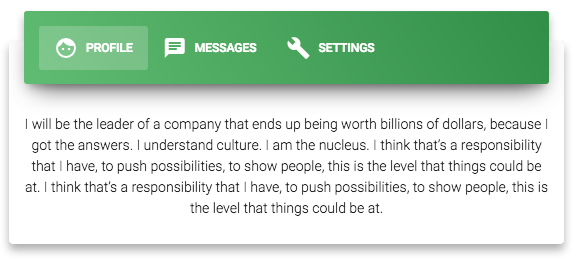 PROFILE MESSAGES SETTINGS
I will be the leader of a company that ends up being worth billions of dollars, because I
got the answers. I understand culture. I am the nucleus. I think that's a responsibility
that I have, to push possibilities, to show people, this is the level that things could be
at. I think that's a responsibility that I have, to push possibilities, to show people, this is
the level that things could be at.